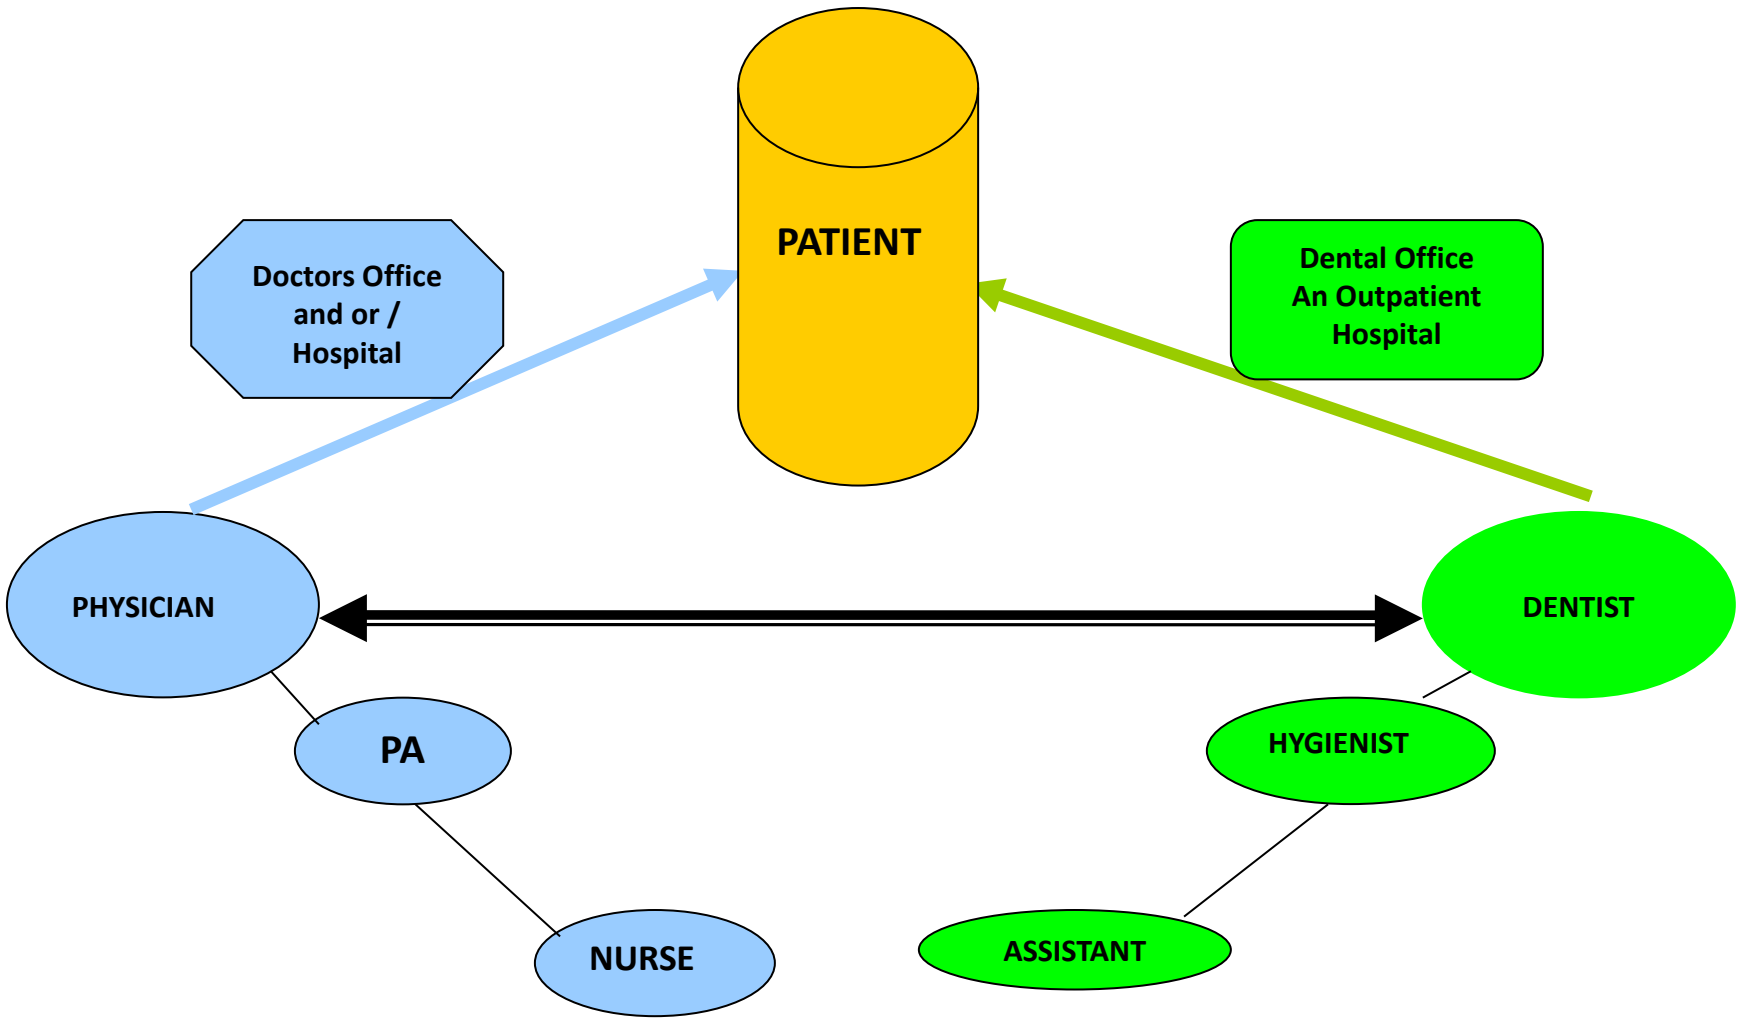 PATIENT
Doctors Office
and or /
Hospital
Dental Office
An Outpatient
Hospital
PHYSICIAN
DENTIST
PA
HYGIENIST
NURSE
ASSISTANT